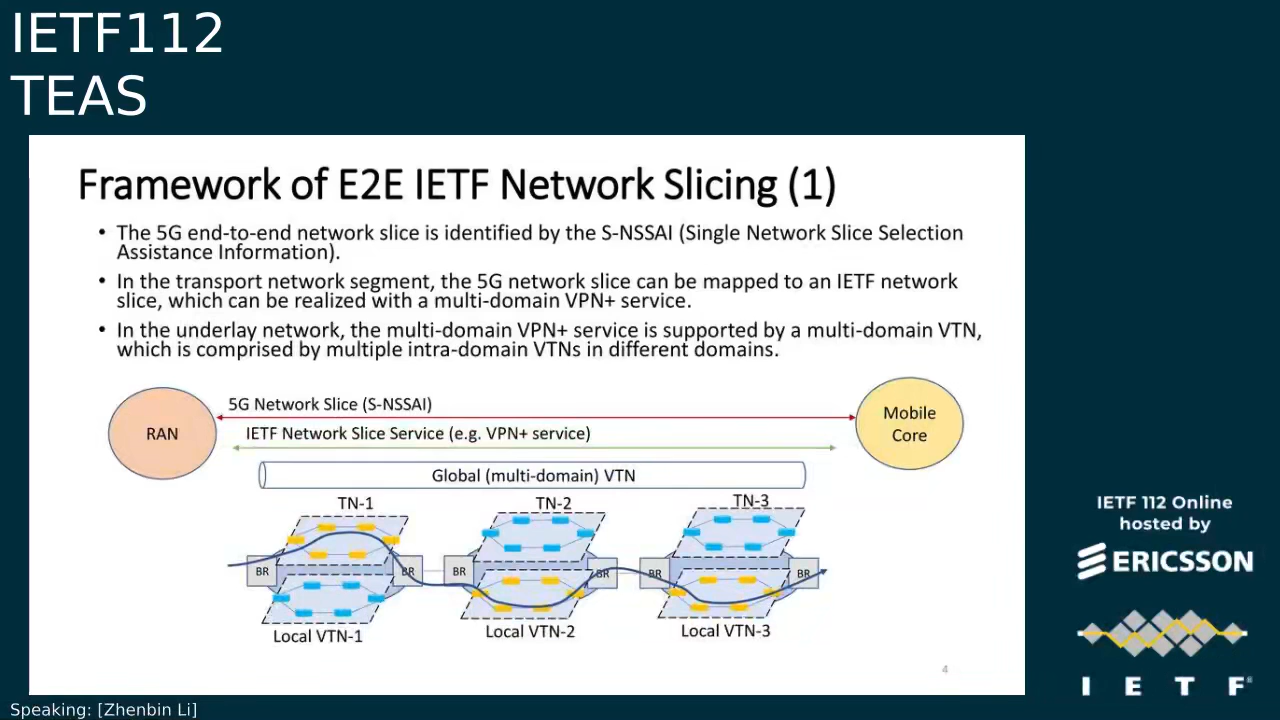 IETF112
TEAS
Framework of E2E IETF Network Slicing (1)
• The 5G end-to-end network slice is identified by the S-NSSAI (Single Network Slice Selection
Assistance Information).
• In the transport network segment, the 5G network slice can be mapped to an IETF network
slice, which can be realized with a multi-domain VPN+ service.
• In the underlay network, the multi-domain VPN+ service is supported by a multi-domain VTN,
which is comprised by multiple intra-domain VTNs in different domains.
RAN
5G Network Slice (S-NSSAI)
Mobile
Core
IETF Network Slice Service (e.g. VPN+ service)
Global (multi-domain) VTN
TN-1
TN-2
TN-3
BR
BR
BR
BR
BR
BR
Local VTN-1
Local VTN-2
Local VTN-3
4
IETF 112 Online
hosted by
ERICSSON
I E T F®
Speaking: [Zhenbin Li]